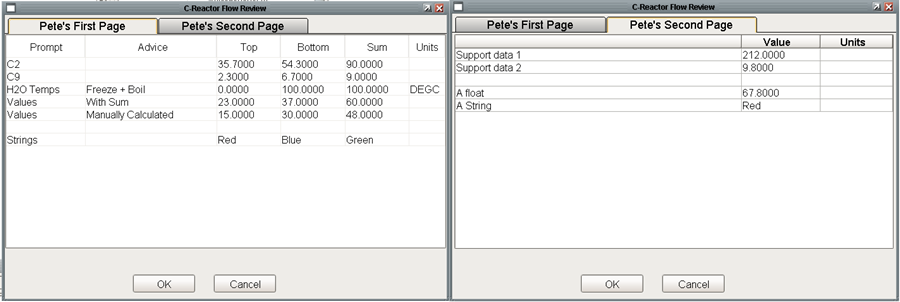 C-Reactor Flow Review
Pete's First Page Pete's Second Page
Prompt Advice Top Bottom Sum Units
C2 35.7000 54.3000 90.0000
C9 2.3000 6.7000 9.0000
H2O Temps Freeze + Boil 0.0000 100.0000 100.0000 DEGC
Values With Sum 23.0000 37.0000 60.0000
Values Manually Calculated 15.0000 30.0000 48.0000
Strings Red Blue Green
OK Cancel
C-Reactor Flow Review
Pete's First Page Pete's Second Page
Value Units
Support data 1 212.0000
Support data 2 9.8000
A float 67.8000
A String Red
OK Cancel